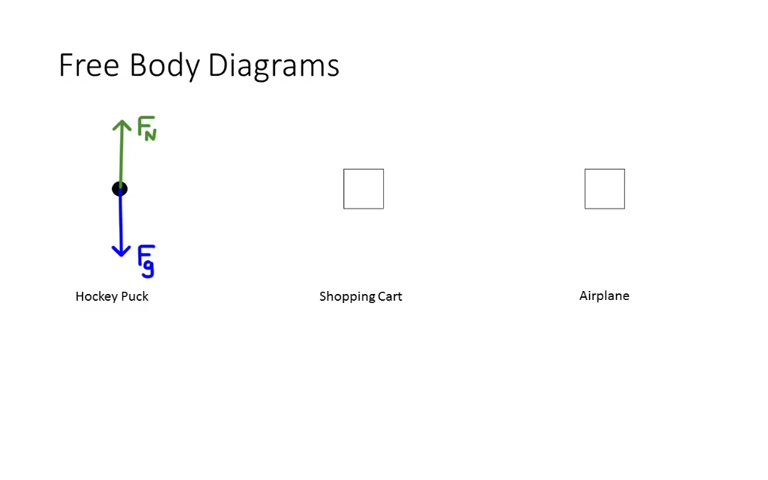 Free Body Diagrams
FN
Fg
Hockey Puck
Shopping Cart
Airplane